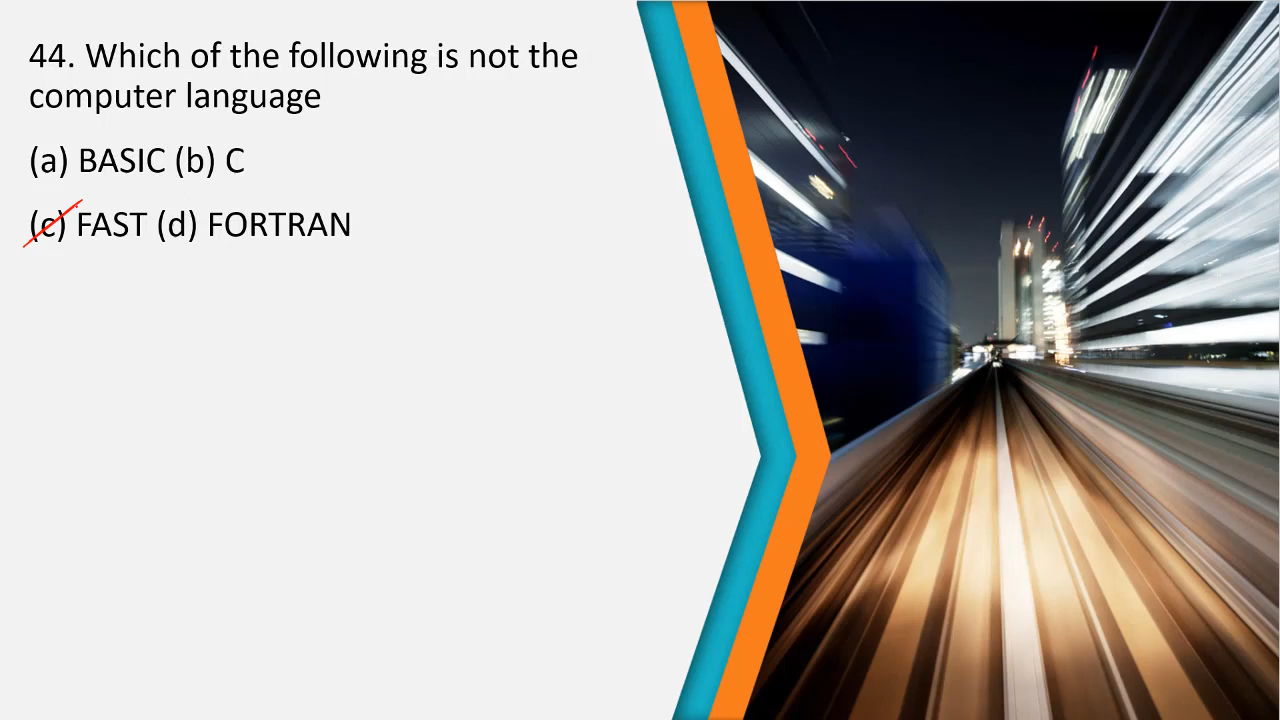 44. Which of the following is not the
computer language
(a) BASIC (b) C
(c) FAST (d) FORTRAN